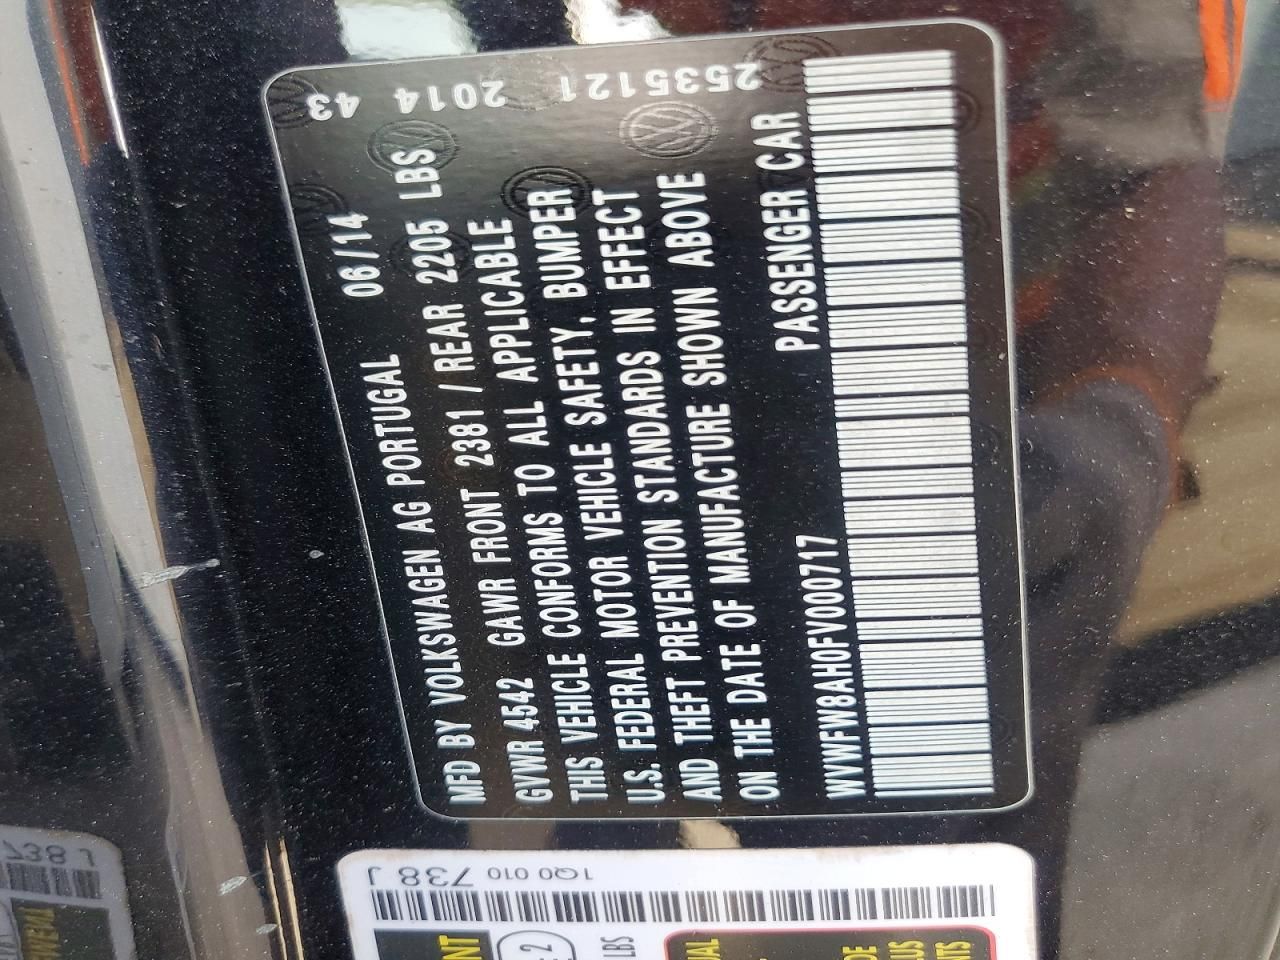 MFD BY VOLKSWAGEN AG PORTUGAL 06/14
GVWR 4542 GAWR FRONT 2381 / REAR 2205 LBS
THIS VEHICLE CONFORMS TO ALL APPLICABLE
U.S. FEDERAL MOTOR VEHICLE SAFETY, BUMPER
AND THEFT PREVENTION STANDARDS IN EFFECT
ON THE DATE OF MANUFACTURE SHOWN ABOVE
WVWFW8AH0FV000717 PASSENGER CAR
2535121 2014 43
1Q0 010
738 J
LBS
738 J